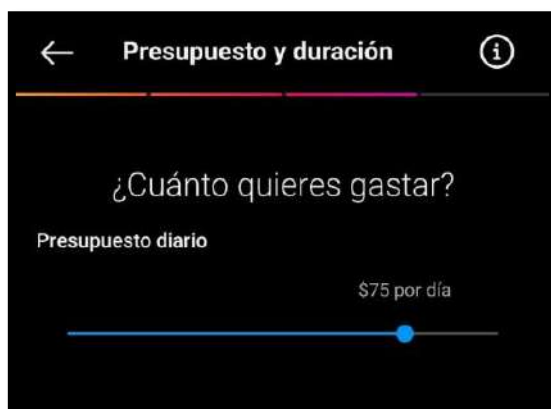 Presupuesto y duración
¿Cuánto quieres gastar?
Presupuesto diario
$75 por día